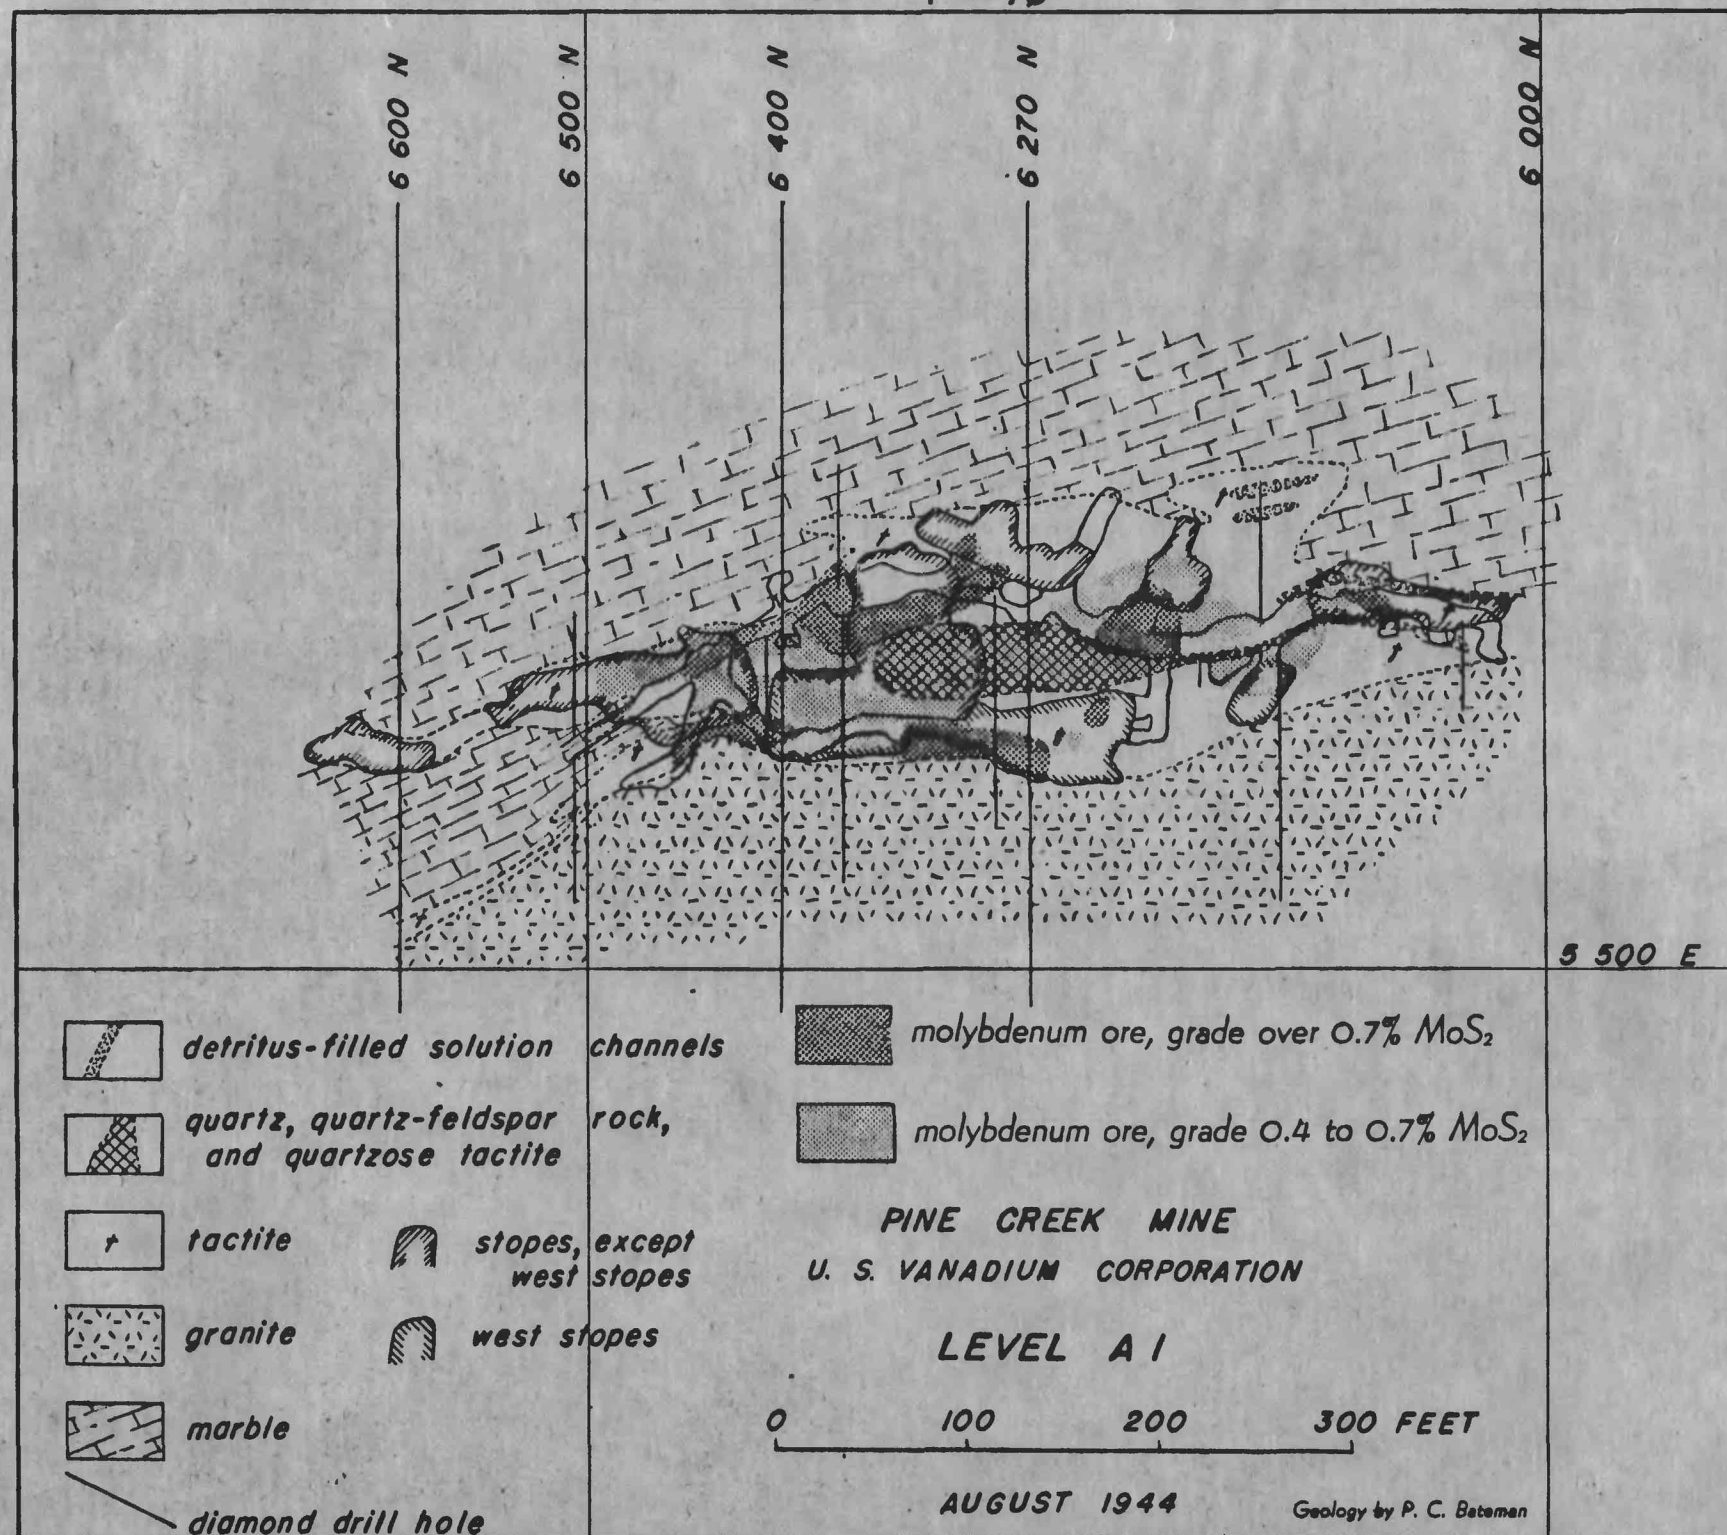 6 600 N
6 500 N
6 400 N
6 270 N
6 000 N
5 500 E
detritus-filled solution channels
quartz, quartz-feldspar rock,
and quartzose tactite
tactite
granite
marble
diamond drill hole
stopes, except
west stopes
west stopes
molybdenum ore, grade over 0.7% MoS₂
molybdenum ore, grade 0.4 to 0.7% MoS₂
PINE CREEK MINE
U. S. VANADIUM CORPORATION
LEVEL A I
0 100 200 300 FEET
AUGUST 1944
Geology by P. C. Bateman